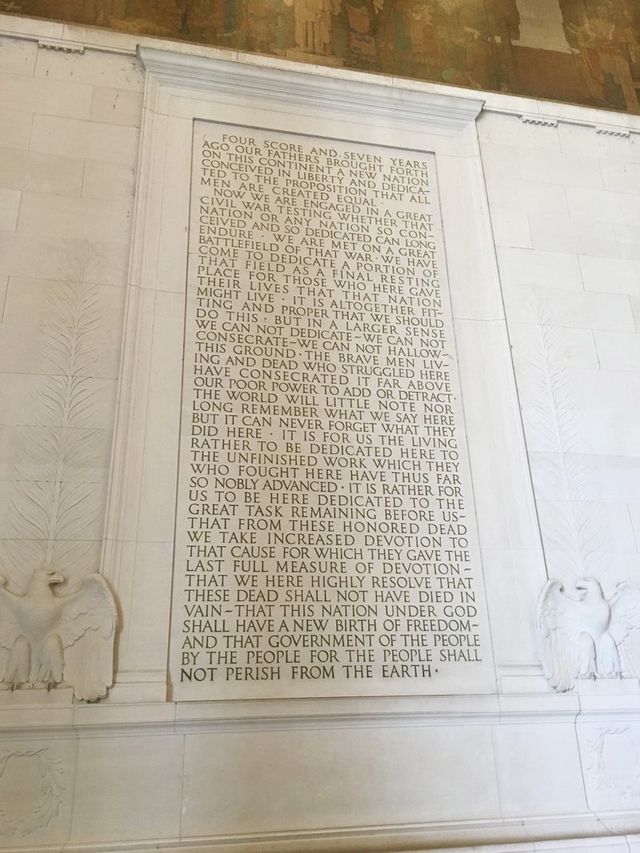 FOUR SCORE AND SEVEN YEARS
AGO OUR FATHERS BROUGHT FORTH
ON THIS CONTINENT A NEW NATION
CONCEIVED IN LIBERTY AND DEDICA-
TED TO THE PROPOSITION THAT ALL
MEN ARE CREATED EQUAL ·
NOW WE ARE ENGAGED IN A GREAT
CIVIL WAR TESTING WHETHER THAT
NATION OR ANY NATION SO CON-
CEIVED AND SO DEDICATED CAN LONG
ENDURE · WE ARE MET ON A GREAT
BATTLEFIELD OF THAT WAR · WE HAVE
COME TO DEDICATE A PORTION OF
THAT FIELD AS A FINAL RESTING
PLACE FOR THOSE WHO HERE GAVE
THEIR LIVES THAT THAT NATION
MIGHT LIVE · IT IS ALTOGETHER FIT-
TING AND PROPER THAT WE SHOULD
DO THIS · BUT IN A LARGER SENSE
WE CAN NOT DEDICATE~WE CAN NOT
CONSECRATE~WE CAN NOT HALLOW~
THIS GROUND · THE BRAVE MEN LIV-
ING AND DEAD WHO STRUGGLED HERE
HAVE CONSECRATED IT FAR ABOVE
OUR POOR POWER TO ADD OR DETRACT ·
THE WORLD WILL LITTLE NOTE NOR
LONG REMEMBER WHAT WE SAY HERE
BUT IT CAN NEVER FORGET WHAT THEY
DID HERE · IT IS FOR US THE LIVING
RATHER TO BE DEDICATED HERE TO
THE UNFINISHED WORK WHICH THEY
WHO FOUGHT HERE HAVE THUS FAR
SO NOBLY ADVANCED · IT IS RATHER FOR
US TO BE HERE DEDICATED TO THE
GREAT TASK REMAINING BEFORE US~
THAT FROM THESE HONORED DEAD
WE TAKE INCREASED DEVOTION TO
THAT CAUSE FOR WHICH THEY GAVE THE
LAST FULL MEASURE OF DEVOTION~
THAT WE HERE HIGHLY RESOLVE THAT
THESE DEAD SHALL NOT HAVE DIED IN
VAIN~THAT THIS NATION UNDER GOD
SHALL HAVE A NEW BIRTH OF FREEDOM~
AND THAT GOVERNMENT OF THE PEOPLE
BY THE PEOPLE FOR THE PEOPLE SHALL
NOT PERISH FROM THE EARTH ·